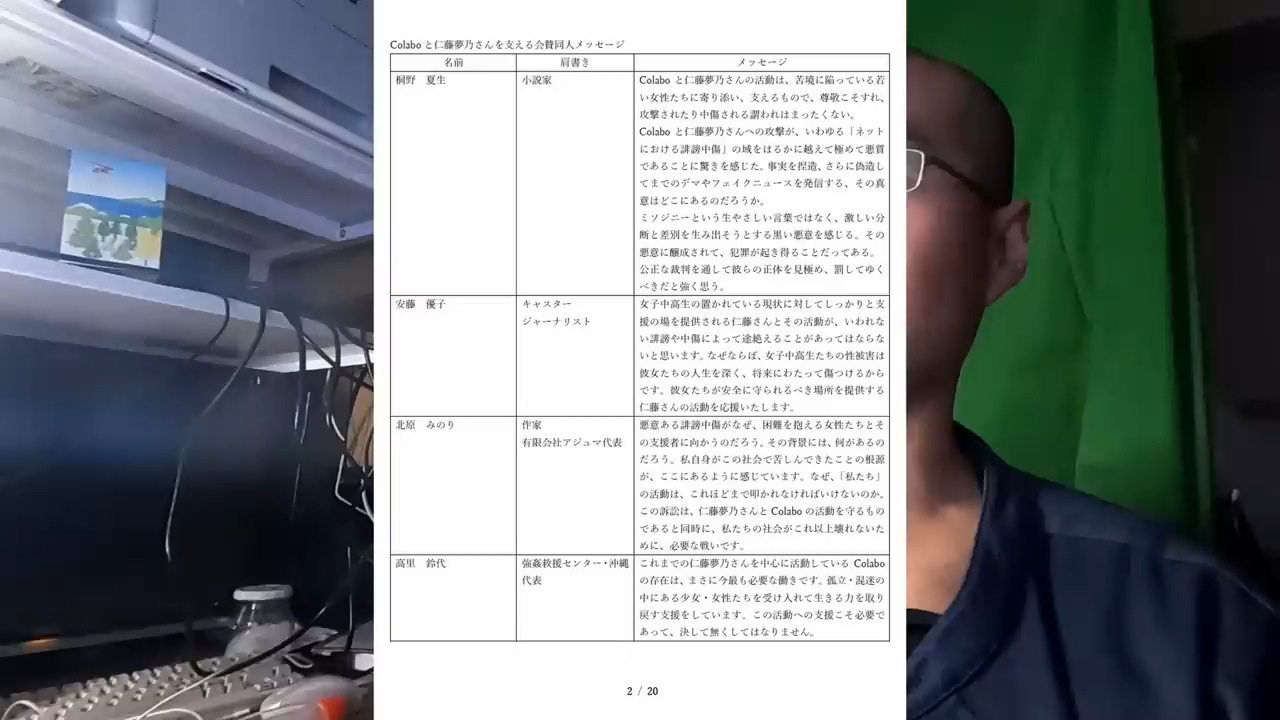 Colabo と仁藤夢乃さんを支える会賛同人メッセージ
名前 肩書き メッセージ
桐野 夏生 小説家 Colabo と仁藤夢乃さんの活動は、苦境に陥っている若
い女性たちに寄り添い、支えるもので、尊敬こそすれ、
攻撃されたり中傷される謂われはまったくない。
Colabo と仁藤夢乃さんへの攻撃が、いわゆる「ネット
における誹謗中傷」の域をはるかに越えて極めて悪質
であることに驚きを感じた。事実を捏造、さらに偽造し
てまでのデマやフェイクニュースを発信する、その真
意はどこにあるのだろうか。
ミソジニーという生やさしい言葉ではなく、激しい分
断と差別を生み出そうとする黒い悪意を感じる。その
悪意に醸成されて、犯罪が起き得ることだってある。
公正な裁判を通して彼らの正体を見極め、罰してゆく
べきだと強く思う。
安藤 優子 キャスター 女子中高生の置かれている現状に対してしっかりと支
ジャーナリスト 援の場を提供される仁藤さんとその活動が、いわれな
い誹謗や中傷によって途絶えることがあってはならな
いと思います。なぜならば、女子中高生たちの性被害は
彼女たちの人生を深く、将来にわたって傷つけるから
です。彼女たちが安全に守られるべき場所を提供する
仁藤さんの活動を応援いたします。
北原 みのり 作家 悪意ある誹謗中傷がなぜ、困難を抱える女性たちとそ
有限会社アジュマ代表 の支援者に向かうのだろう。その背景には、何があるの
だろう。私自身がこの社会で苦しんできたことの根源
が、ここにあるように感じています。なぜ、「私たち」
の活動は、これほどまで叩かれなければいけないのか。
この訴訟は、仁藤夢乃さんと Colabo の活動を守るもの
であると同時に、私たちの社会がこれ以上壊れないた
めに、必要な戦いです。
高里 鈴代 強姦救援センター・沖縄 これまでの仁藤夢乃さんを中心に活動している Colabo
代表 の存在は、まさに今最も必要な働きです。孤立・混迷の
中にある少女・女性たちを受け入れて生きる力を取り
戻す支援をしています。この活動への支援こそ必要で
あって、決して無くしてはなりません。
2 / 20